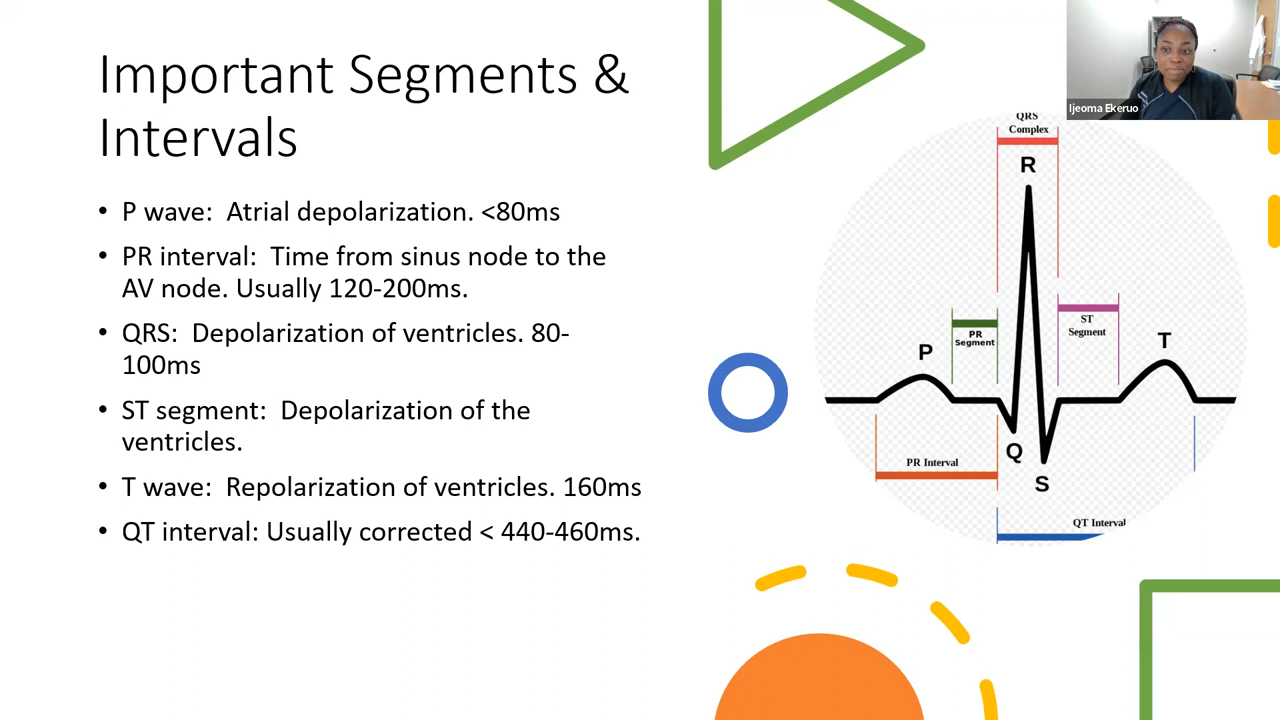 Important Segments &
Intervals
• P wave:  Atrial depolarization. <80ms
• PR interval:  Time from sinus node to the
AV node. Usually 120-200ms.
• QRS:  Depolarization of ventricles. 80-
100ms
• ST segment:  Depolarization of the
ventricles.
• T wave:  Repolarization of ventricles. 160ms
• QT interval: Usually corrected < 440-460ms.
Ijeoma Ekeruo
QRS
Complex
R
PR
Segment
ST
Segment
P
T
Q
S
PR Interval
QT Interval